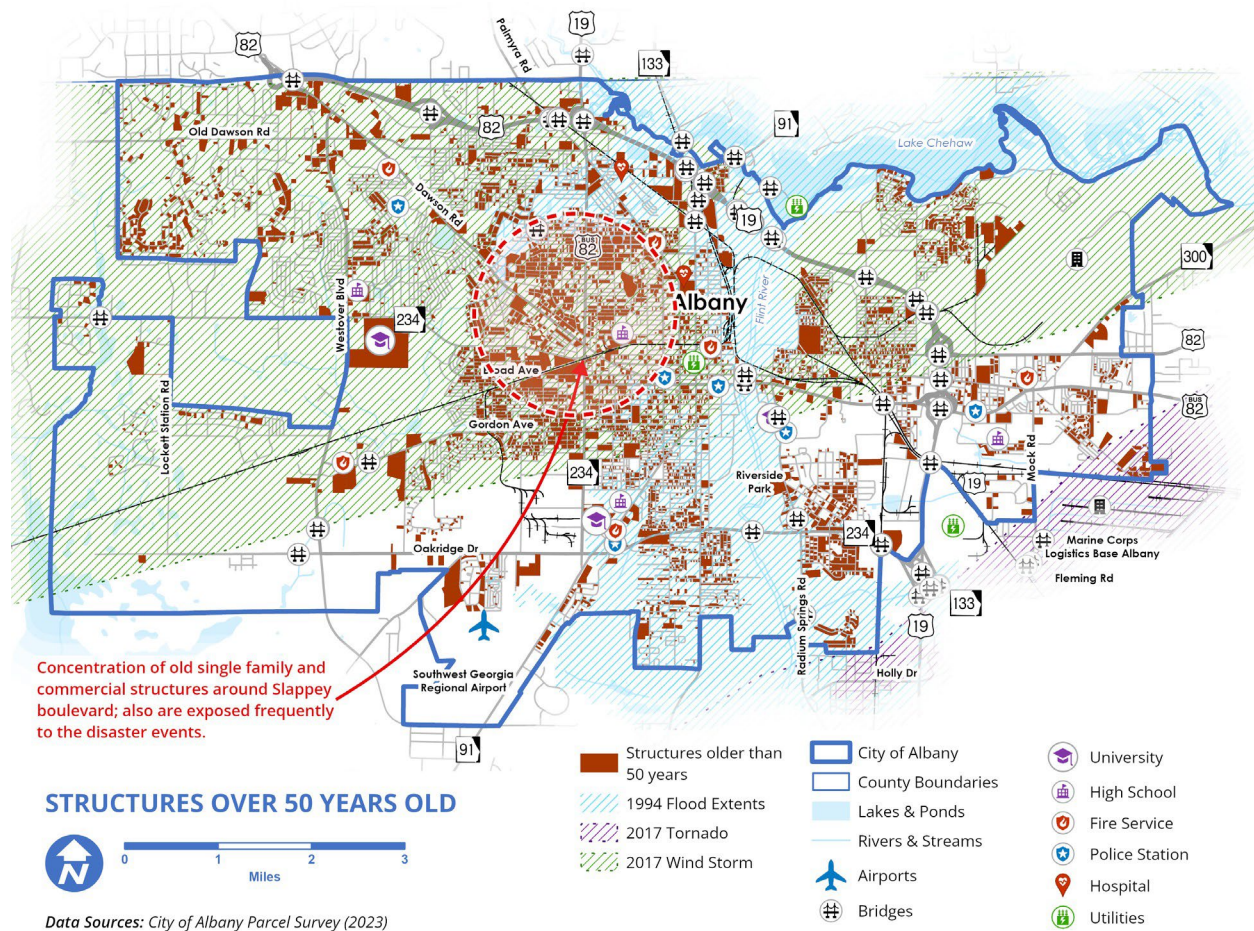 19
82
Palmyra Rd
133
91
Old Dawson Rd
82
Lake Chehaw
Dawson Rd
19
BUS
82
300
Albany
Flint River
Westover Blvd
234
82
Broad Ave
BUS
82
Lockett Station Rd
Gordon Ave
234
Riverside
Park
Mock Rd
19
234
Marine Corps
Logistics Base Albany
Oakridge Dr
Fleming Rd
133
Radium Springs Rd
19
Holly Dr
Southwest Georgia
Regional Airport
91
Concentration of old single family and
commercial structures around Slappey
boulevard; also are exposed frequently
to the disaster events.
STRUCTURES OVER 50 YEARS OLD
N
0 1 2 3
Miles
Data Sources: City of Albany Parcel Survey (2023)
Structures older than
50 years
1994 Flood Extents
2017 Tornado
2017 Wind Storm
City of Albany
County Boundaries
Lakes & Ponds
Rivers & Streams
Airports
Bridges
University
High School
Fire Service
Police Station
Hospital
Utilities